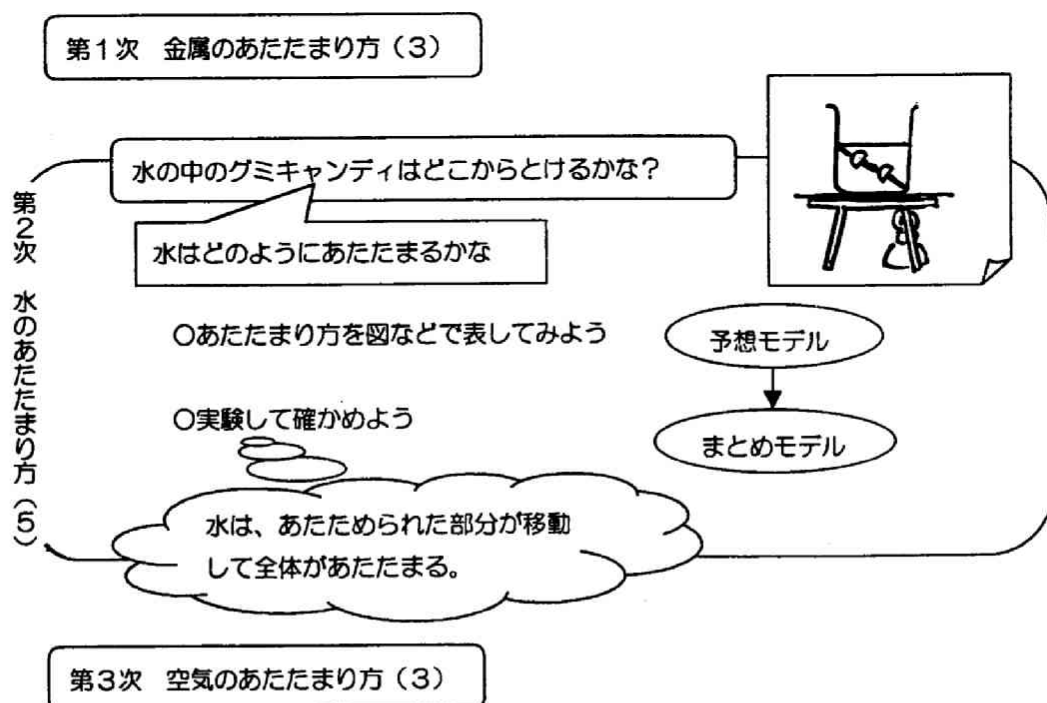 第1次　金属のあたたまり方（3）
第2次　水のあたたまり方（5）
水の中のグミキャンディはどこからとけるかな？
水はどのようにあたたまるかな
○あたたまり方を図などで表してみよう
予想モデル
○実験して確かめよう
まとめモデル
水は、あたためられた部分が移動
して全体があたたまる。
第3次　空気のあたたまり方（3）